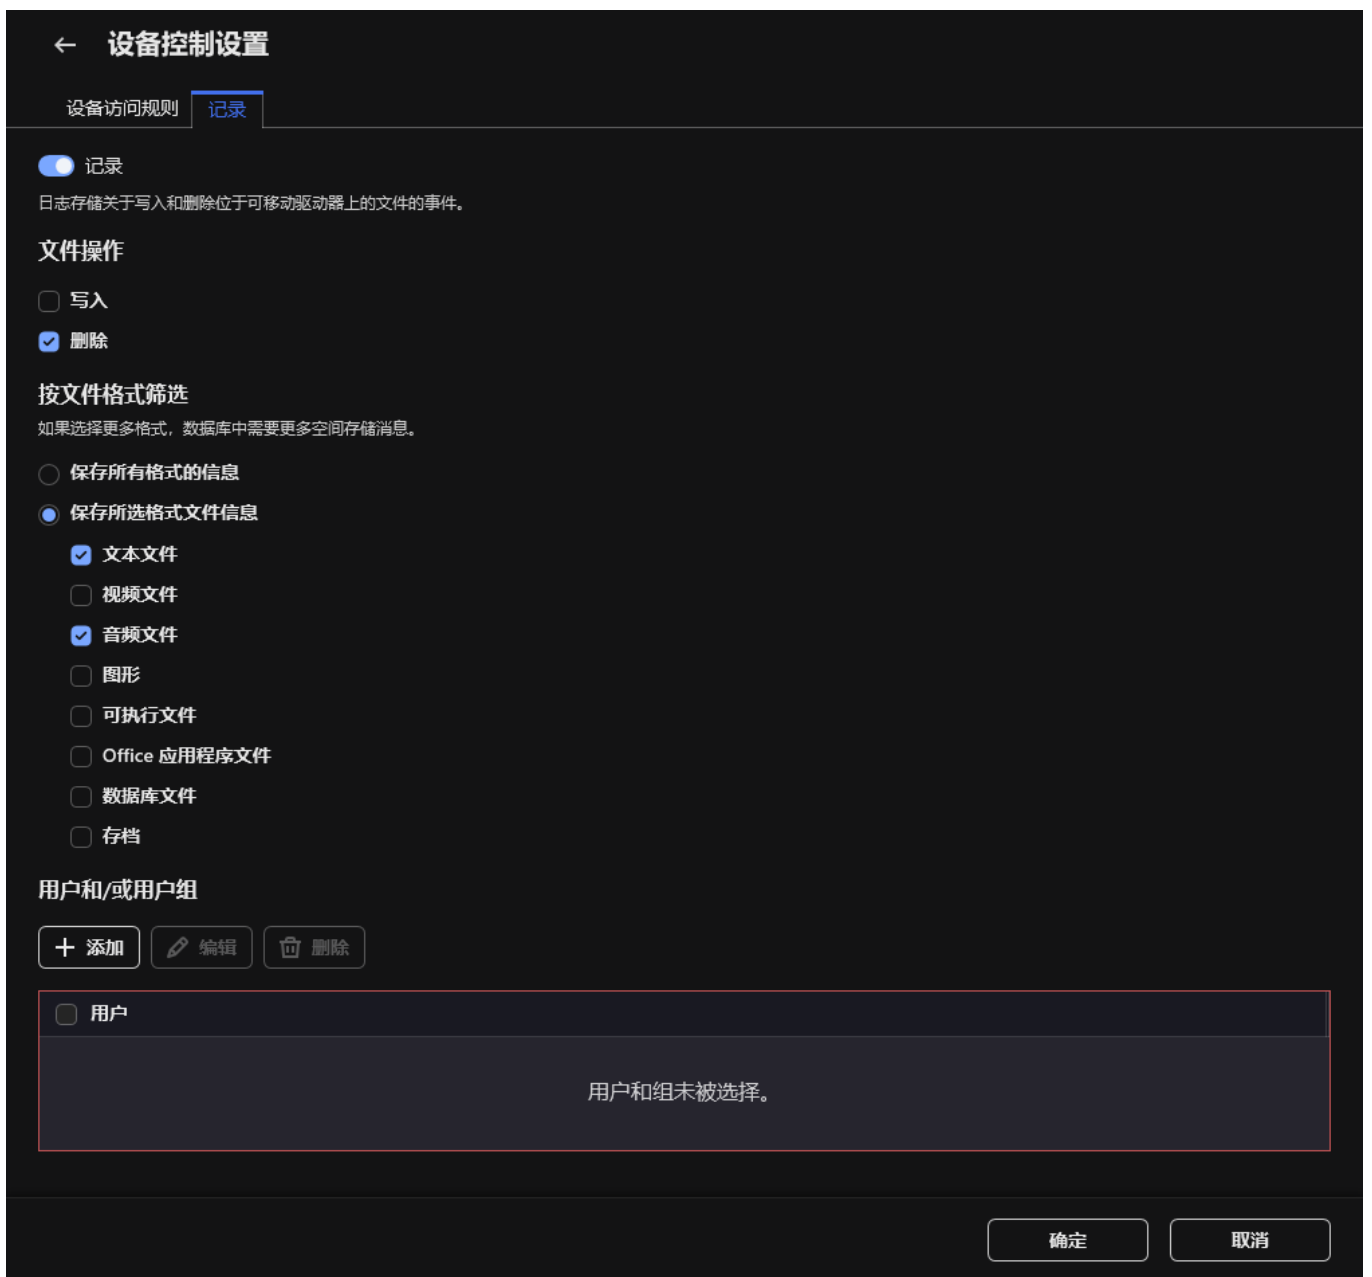 设备控制设置
设备访问规则 记录
记录
日志存储关于写入和删除位于可移动驱动器上的文件的事件。
文件操作
写入
删除
按文件格式筛选
如果选择更多格式，数据库中需要更多空间存储消息。
保存所有格式的信息
保存所选格式文件信息
文本文件
视频文件
音频文件
图形
可执行文件
Office 应用程序文件
数据库文件
存档
用户和/或用户组
添加 编辑 删除
用户
用户和组未被选择。
确定 取消